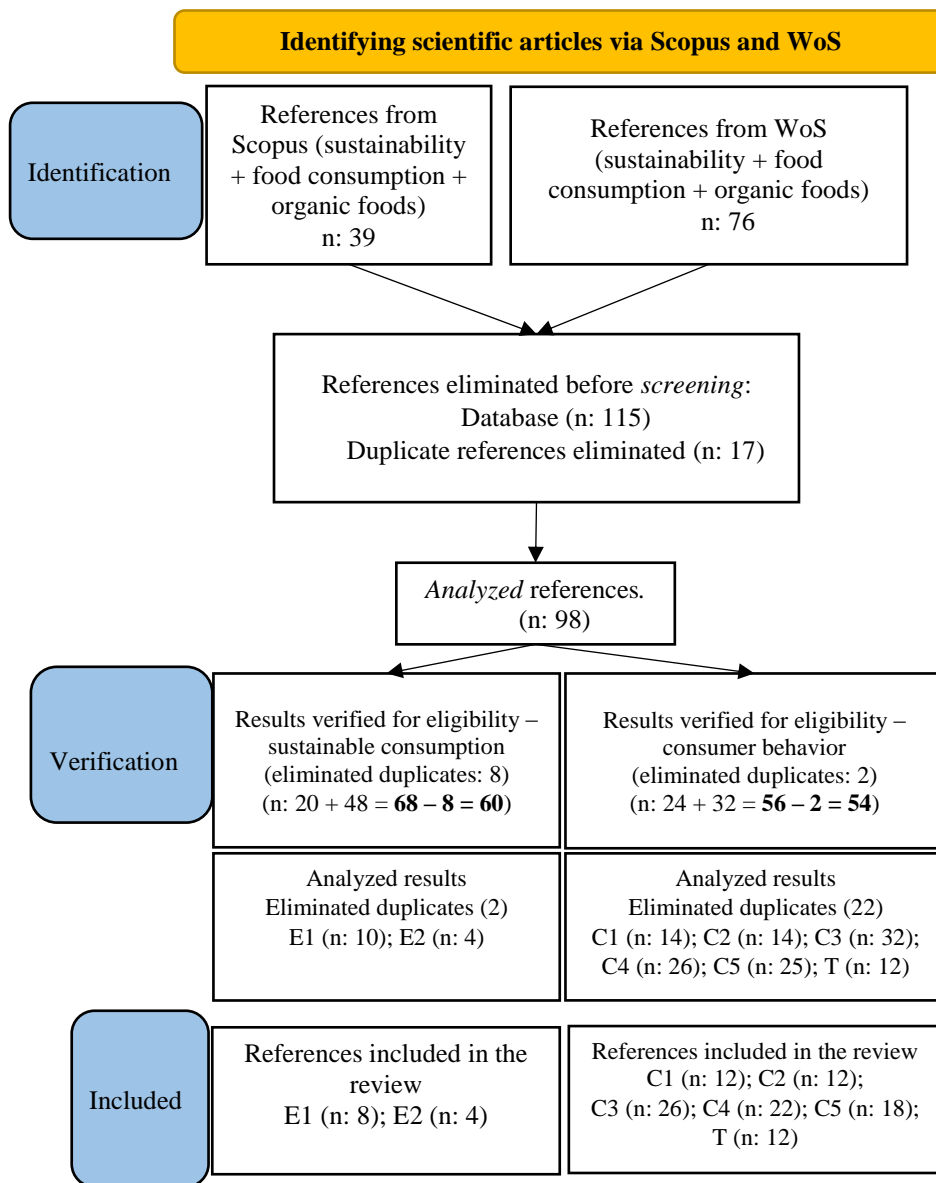 Identifying scientific articles via Scopus and WoS
Identification
References from
Scopus (sustainability
+ food consumption +
organic foods)
n: 39
References from WoS
(sustainability + food
consumption + organic foods)
n: 76
References eliminated before screening:
Database (n: 115)
Duplicate references eliminated (n: 17)
Analyzed references.
(n: 98)
Verification
Results verified for eligibility –
sustainable consumption
(eliminated duplicates: 8)
(n: 20 + 48 = 68 – 8 = 60)
Results verified for eligibility –
consumer behavior
(eliminated duplicates: 2)
(n: 24 + 32 = 56 – 2 = 54)
Analyzed results
Eliminated duplicates (2)
E1 (n: 10); E2 (n: 4)
Analyzed results
Eliminated duplicates (22)
C1 (n: 14); C2 (n: 14); C3 (n: 32);
C4 (n: 26); C5 (n: 25); T (n: 12)
Included
References included in the
review
E1 (n: 8); E2 (n: 4)
References included in the review
C1 (n: 12); C2 (n: 12);
C3 (n: 26); C4 (n: 22); C5 (n: 18);
T (n: 12)